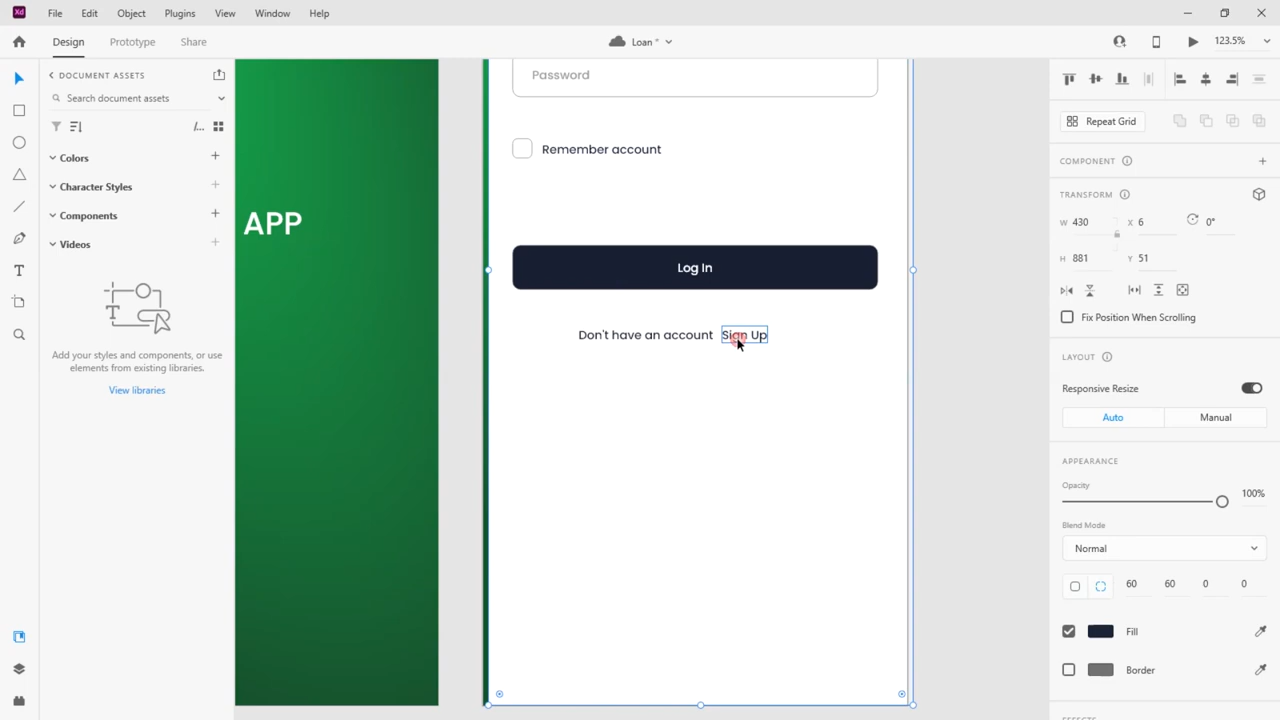 Xd File Edit Object Plugins View Window Help
Design Prototype Share Loan * 123.5%
DOCUMENT ASSETS
Search document assets
/...
Colors
Character Styles
Components
Videos
T
Add your styles and components, or use
elements from existing libraries.
View libraries
T
APP
Password
Remember account
Log In
Don't have an account Sign Up
Repeat Grid
COMPONENT
TRANSFORM
W 430 X 6 0°
H 881 Y 51
Fix Position When Scrolling
LAYOUT
Responsive Resize
Auto Manual
APPEARANCE
Opacity
100%
Blend Mode
Normal
60 60 0 0
Fill
Border